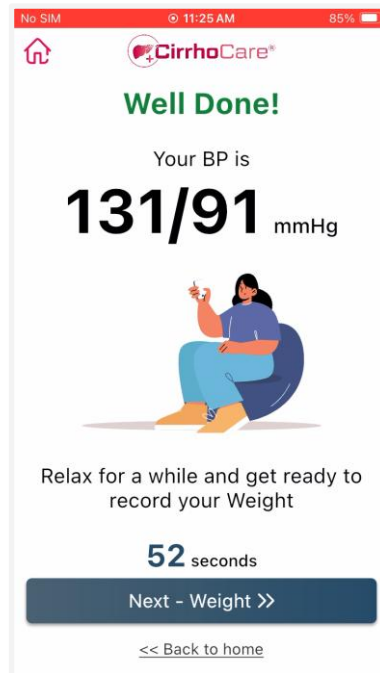 No SIM 11:25 AM 85%
CirrhoCare®
Well Done!
Your BP is
131/91 mmHg
Relax for a while and get ready to
record your Weight
52 seconds
Next - Weight >>
<< Back to home